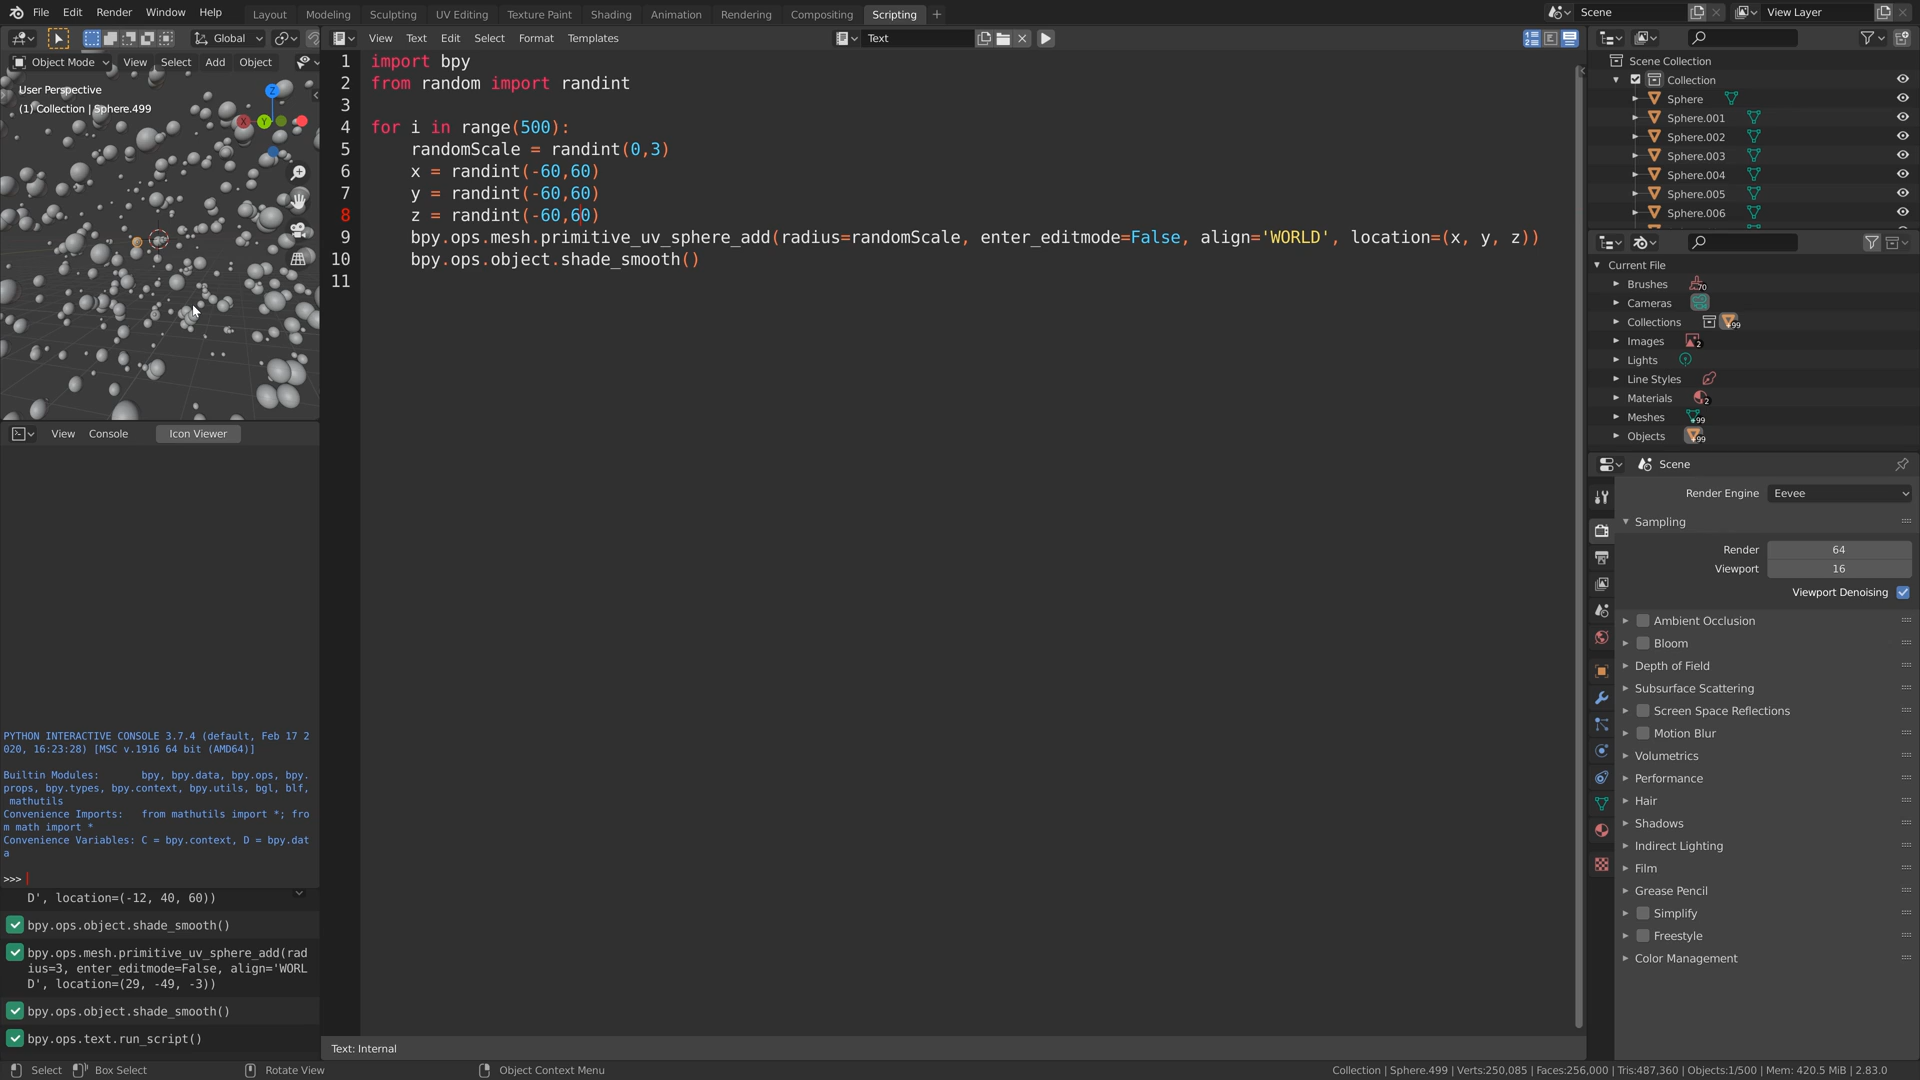 File Edit Render Window Help Layout Modeling Sculpting UV Editing Texture Paint Shading Animation Rendering Compositing Scripting + Scene View Layer
Global View Text Edit Select Format Templates Text
Object Mode View Select Add Object
User Perspective
(1) Collection | Sphere.499
Z
X Y
1 import bpy
2 from random import randint
3
4 for i in range(500):
5 randomScale = randint(0,3)
6 x = randint(-60,60)
7 y = randint(-60,60)
8 z = randint(-60,60)
9 bpy.ops.mesh.primitive_uv_sphere_add(radius=randomScale, enter_editmode=False, align='WORLD', location=(x, y, z))
10 bpy.ops.object.shade_smooth()
11
Text: Internal
View Console Icon Viewer
PYTHON INTERACTIVE CONSOLE 3.7.4 (default, Feb 17 2
020, 16:23:28) [MSC v.1916 64 bit (AMD64)]
Builtin Modules: bpy, bpy.data, bpy.ops, bpy.
props, bpy.types, bpy.context, bpy.utils, bgl, blf,
mathutils
Convenience Imports: from mathutils import *; fro
m math import *
Convenience Variables: C = bpy.context, D = bpy.dat
a
>>>
D', location=(-12, 40, 60))
bpy.ops.object.shade_smooth()
bpy.ops.mesh.primitive_uv_sphere_add(rad
ius=3, enter_editmode=False, align='WORL
D', location=(29, -49, -3))
bpy.ops.object.shade_smooth()
bpy.ops.text.run_script()
Scene Collection
Collection
Sphere
Sphere.001
Sphere.002
Sphere.003
Sphere.004
Sphere.005
Sphere.006
Current File
Brushes 70
Cameras
Collections +99
Images 2
Lights
Line Styles
Materials 2
Meshes +99
Objects +99
Scene
Render Engine Eevee
Sampling
Render 64
Viewport 16
Viewport Denoising
Ambient Occlusion
Bloom
Depth of Field
Subsurface Scattering
Screen Space Reflections
Motion Blur
Volumetrics
Performance
Hair
Shadows
Indirect Lighting
Film
Grease Pencil
Simplify
Freestyle
Color Management
Select Box Select Rotate View Object Context Menu Collection | Sphere.499 | Verts:250,085 | Faces:256,000 | Tris:487,360 | Objects:1/500 | Mem: 420.5 MiB | 2.83.0